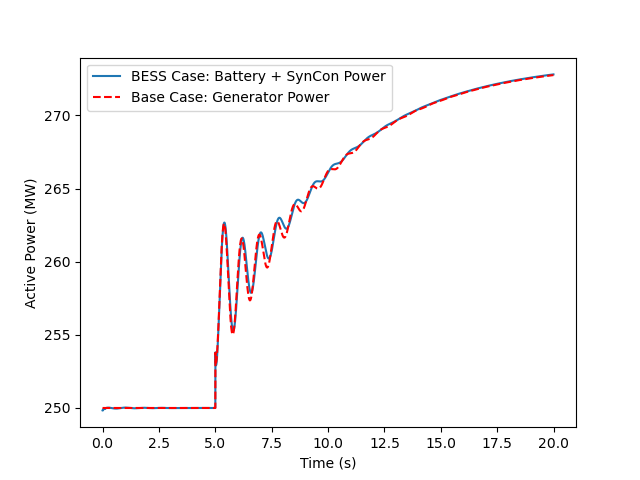 BESS Case: Battery + SynCon Power
Base Case: Generator Power
270
265
260
255
250
Active Power (MW)
0.0 2.5 5.0 7.5 10.0 12.5 15.0 17.5 20.0
Time (s)